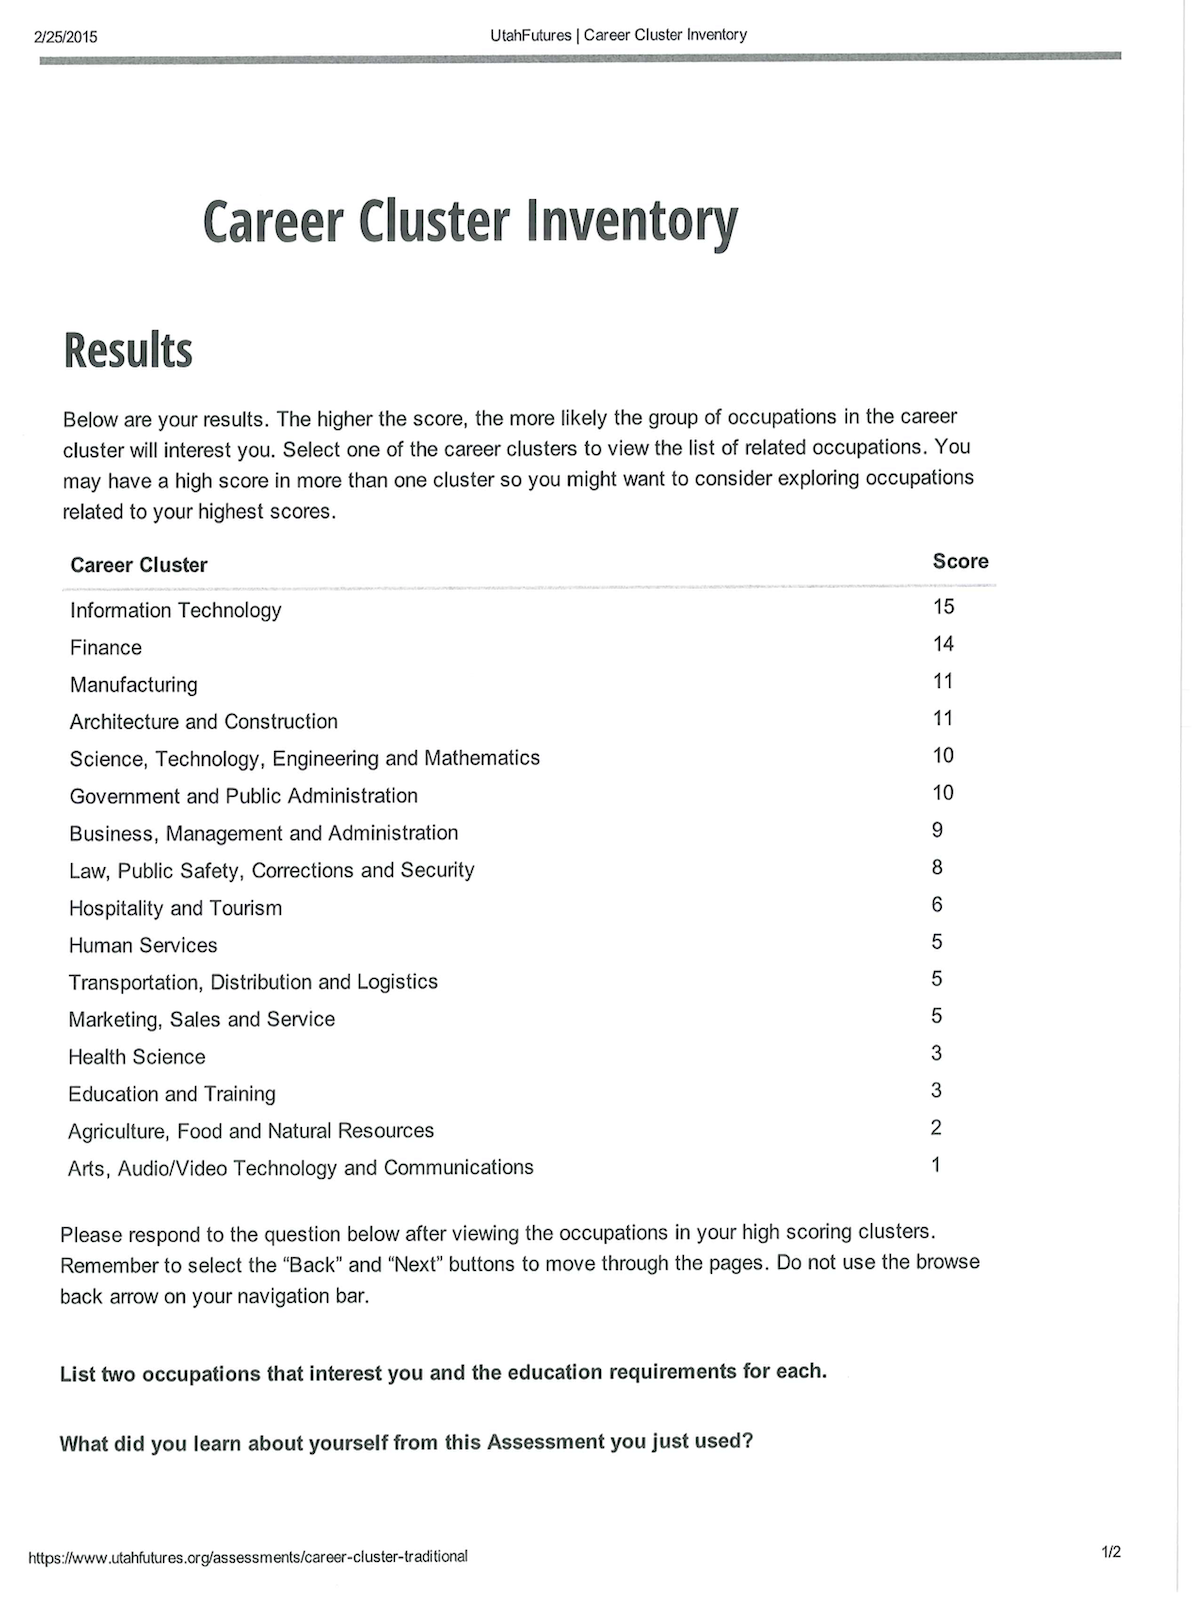 2/25/2015 UtahFutures | Career Cluster Inventory
Career Cluster Inventory
Results
Below are your results. The higher the score, the more likely the group of occupations in the career
cluster will interest you. Select one of the career clusters to view the list of related occupations. You
may have a high score in more than one cluster so you might want to consider exploring occupations
related to your highest scores.
Career Cluster Score
Information Technology 15
Finance 14
Manufacturing 11
Architecture and Construction 11
Science, Technology, Engineering and Mathematics 10
Government and Public Administration 10
Business, Management and Administration 9
Law, Public Safety, Corrections and Security 8
Hospitality and Tourism 6
Human Services 5
Transportation, Distribution and Logistics 5
Marketing, Sales and Service 5
Health Science 3
Education and Training 3
Agriculture, Food and Natural Resources 2
Arts, Audio/Video Technology and Communications 1
Please respond to the question below after viewing the occupations in your high scoring clusters.
Remember to select the “Back” and “Next” buttons to move through the pages. Do not use the browse
back arrow on your navigation bar.
List two occupations that interest you and the education requirements for each.
What did you learn about yourself from this Assessment you just used?
https://www.utahfutures.org/assessments/career-cluster-traditional 1/2